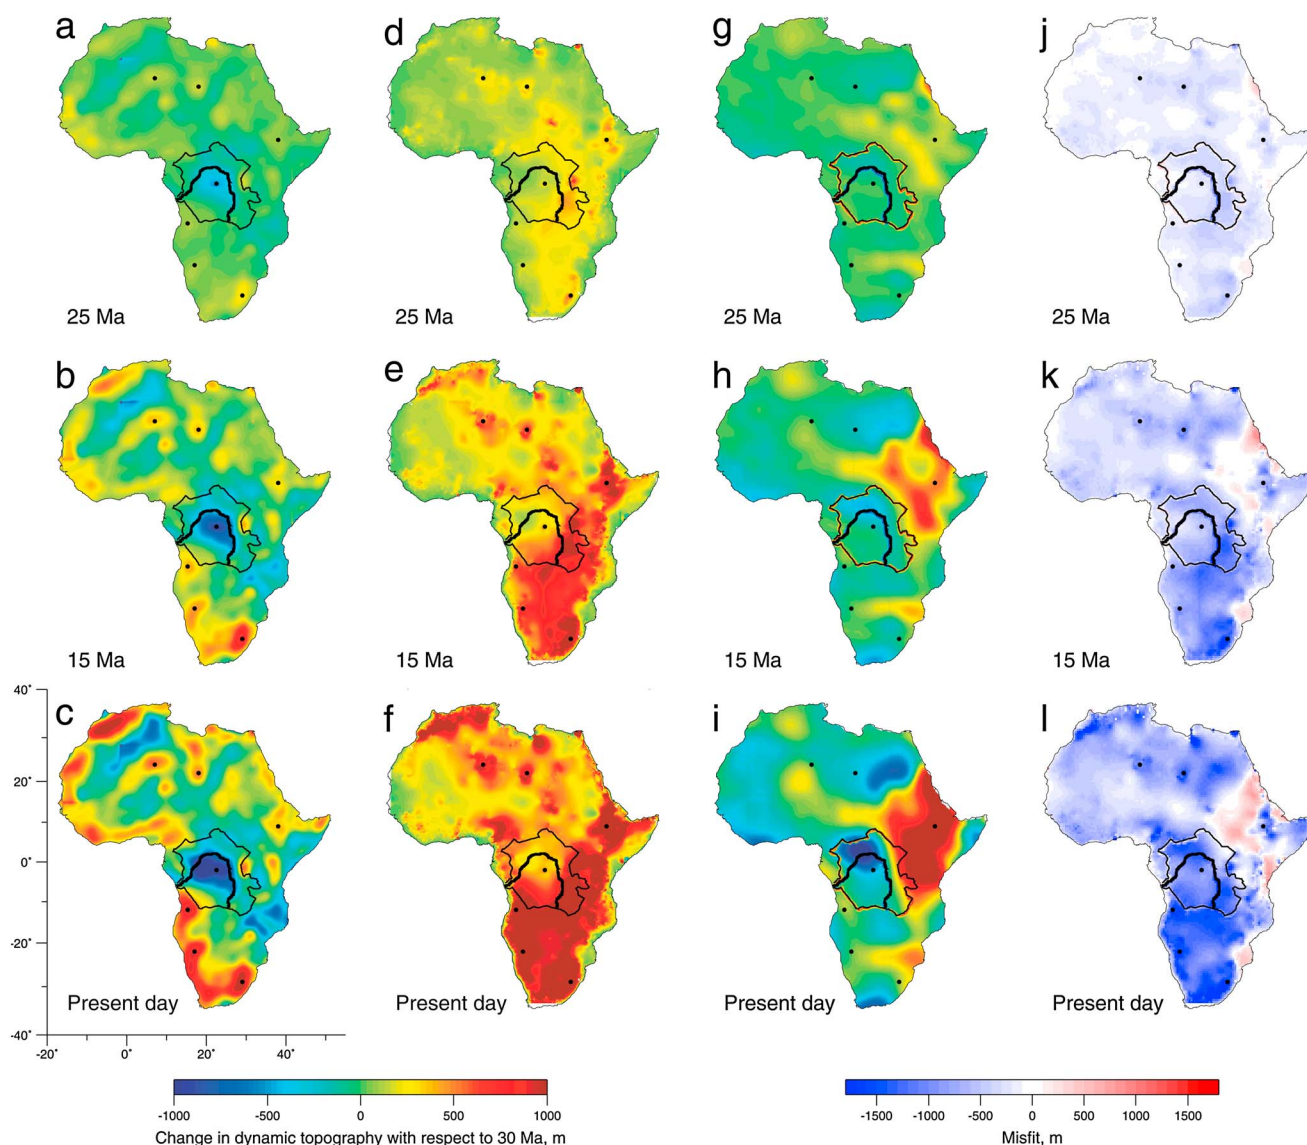 a d g j
25 Ma 25 Ma 25 Ma 25 Ma
b e h k
15 Ma 15 Ma 15 Ma 15 Ma
40°
c f i l
20°
0°
-20°
Present day Present day Present day Present day
-40°
-20° 0° 20° 40°
-1000 -500 0 500 1000
Change in dynamic topography with respect to 30 Ma, m
-1500 -1000 -500 0 500 1000 1500
Misfit, m